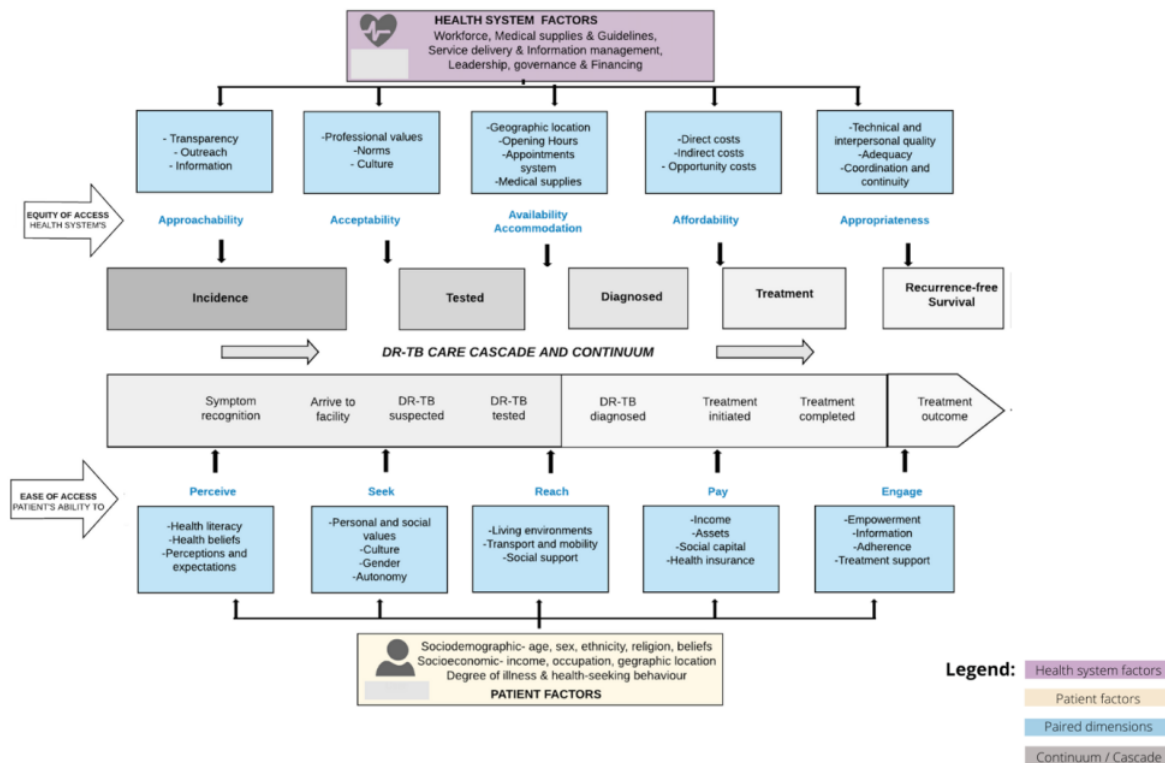 HEALTH SYSTEM FACTORS
Workforce, Medical supplies & Guidelines,
Service delivery & Information management,
Leadership, governance & Financing
- Transparency
- Outreach
- Information
-Professional values
-Norms
- Culture
-Geographic location
-Opening Hours
-Appointments
system
-Medical supplies
-Direct costs
-Indirect costs
- Opportunity costs
-Technical and
interpersonal quality
-Adequacy
-Coordination and
continuity
EQUITY OF ACCESS
HEALTH SYSTEM'S
Approachability
Acceptability
Availability
Accommodation
Affordability
Appropriateness
Incidence
Tested
Diagnosed
Treatment
Recurrence-free
Survival
DR-TB CARE CASCADE AND CONTINUUM
Symptom
recognition
Arrive to
facility
DR-TB
suspected
DR-TB
tested
DR-TB
diagnosed
Treatment
initiated
Treatment
completed
Treatment
outcome
EASE OF ACCESS
PATIENT'S ABILITY TO
Perceive
Seek
Reach
Pay
Engage
-Health literacy
-Health beliefs
-Perceptions and
expectations
-Personal and social
values
-Culture
-Gender
-Autonomy
-Living environments
-Transport and mobility
-Social support
-Income
-Assets
-Social capital
-Health insurance
-Empowerment
-Information
-Adherence
-Treatment support
Sociodemographic- age, sex, ethnicity, religion, beliefs
Socioeconomic- income, occupation, gegraphic location
Degree of illness & health-seeking behaviour
PATIENT FACTORS
Legend:
Health system factors
Patient factors
Paired dimensions
Continuum / Cascade